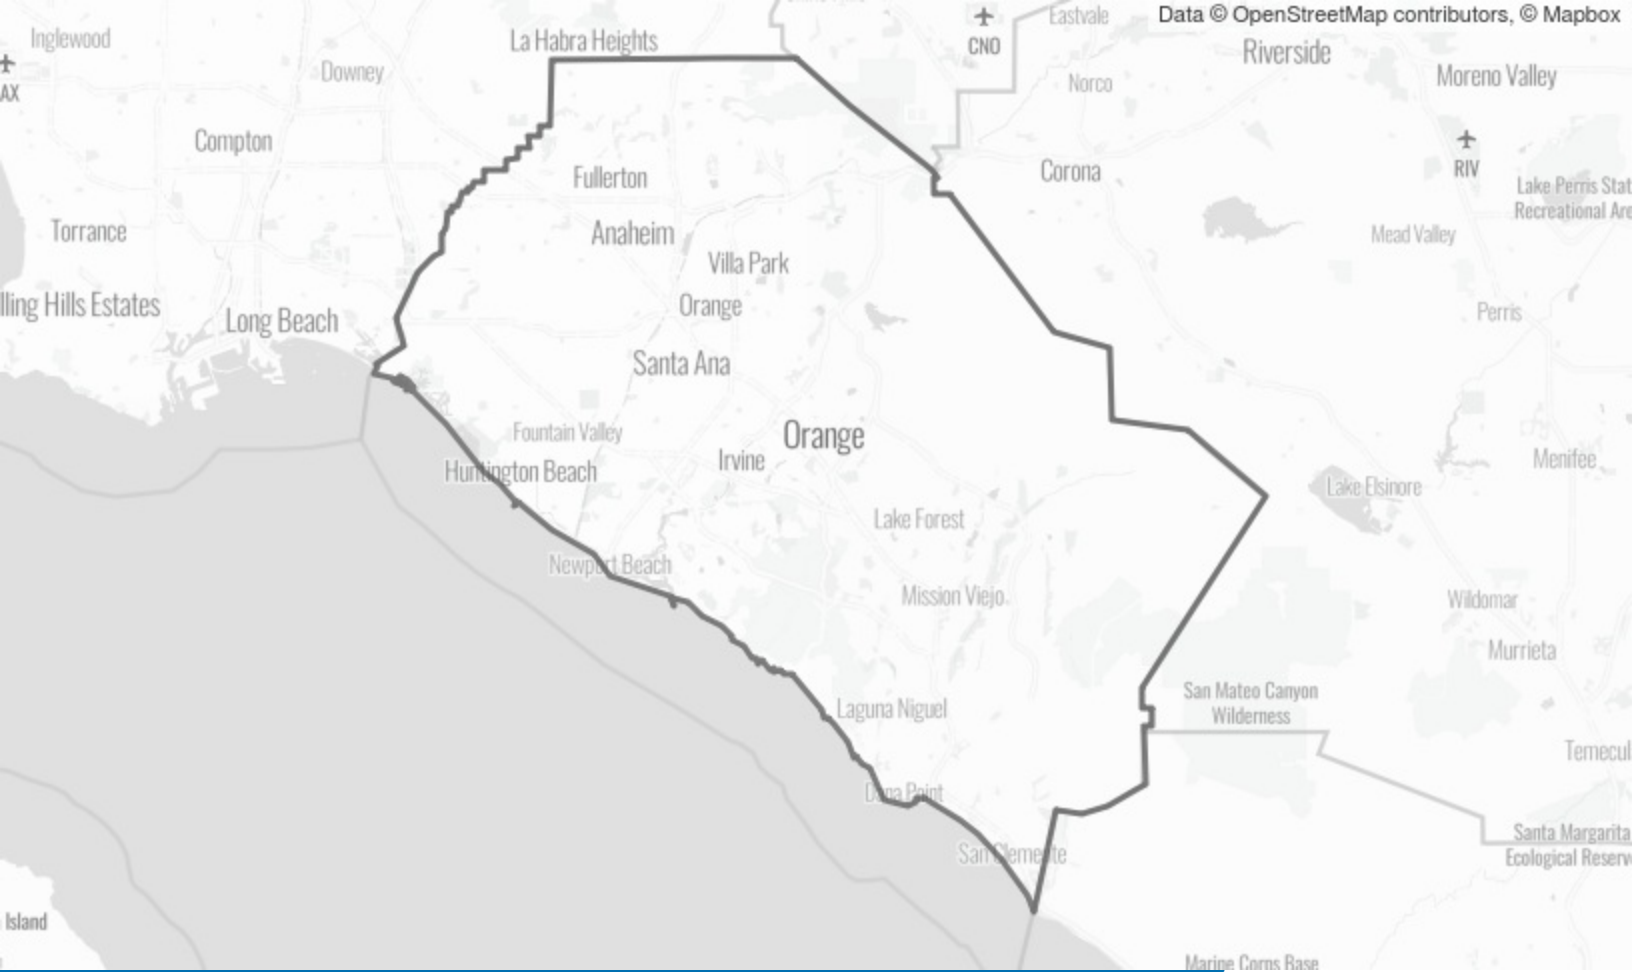 Data © OpenStreetMap contributors, © Mapbox
Eastvale
Inglewood
La Habra Heights
CNO
Riverside
Downey
Norco
Moreno Valley
AX
Compton
Fullerton
Corona
RIV
Lake Perris Stat
Recreational Are
Torrance
Anaheim
Mead Valley
Villa Park
lling Hills Estates
Long Beach
Orange
Perris
Santa Ana
Fountain Valley
Orange
Irvine
Menifee
Huntington Beach
Lake Elsinore
Lake Forest
Newport Beach
Mission Viejo
Wildomar
Murrieta
San Mateo Canyon
Wilderness
Laguna Niguel
Temecul
Dana Point
San Clemente
Santa Margarita
Ecological Reserv
Island
Marine Corps Base